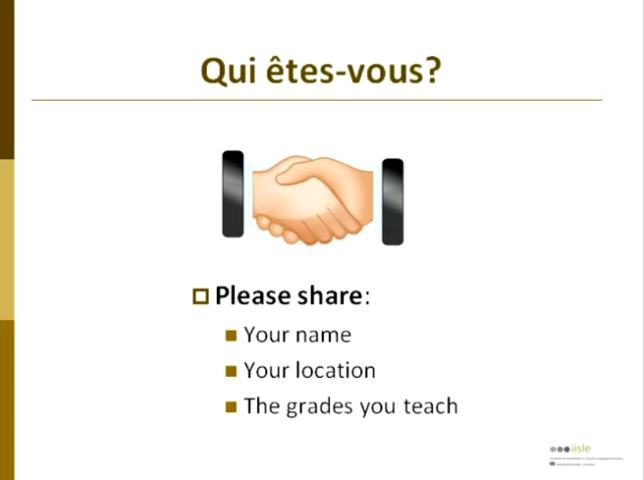 Qui êtes-vous?
Please share:
Your name
Your location
The grades you teach
iisle